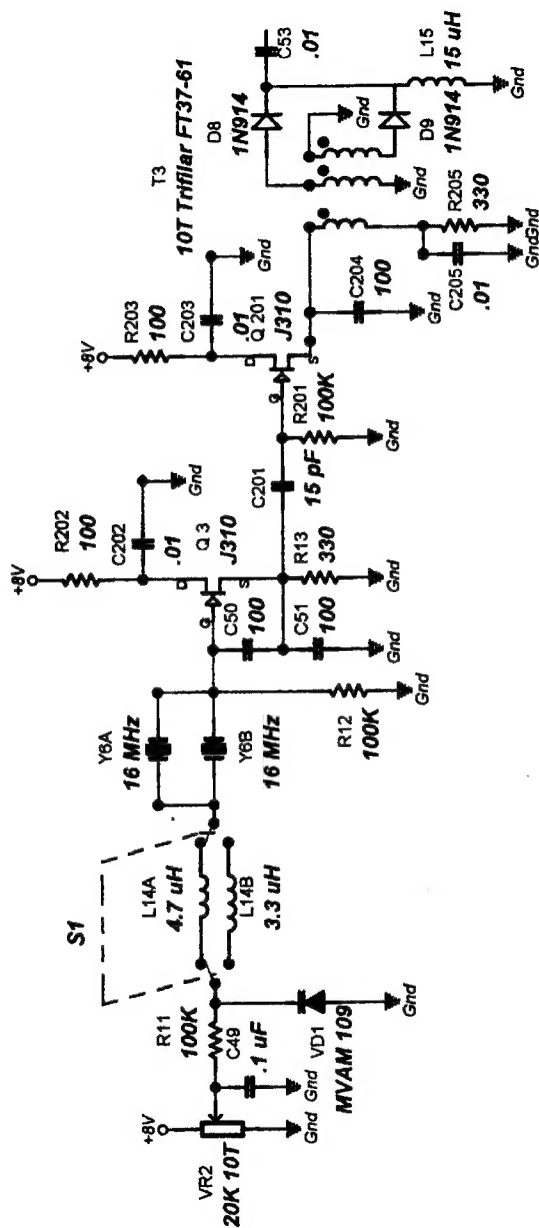 +8V
VR2
20K 10T
Gnd
C49
.1 uF
Gnd
R11
100K
VD1
MVAM 109
Gnd
S1
L14A
4.7 uH
L14B
3.3 uH
Y6A
16 MHz
Y6B
16 MHz
R12
100K
Gnd
+8V
R202
100
C202
.01
Gnd
Q 3
J310
D
G
S
C50
100
C51
100
Gnd
R13
330
Gnd
C201
15 pF
R201
100K
Gnd
+8V
R203
100
C203
.01
Gnd
Q 201
J310
D
G
S
C204
100
Gnd
T3
10T Trifilar FT37-61
C205
.01
Gnd
R205
330
Gnd
D8
1N914
Gnd
Gnd
D9
1N914
C53
.01
L15
15 uH
Gnd